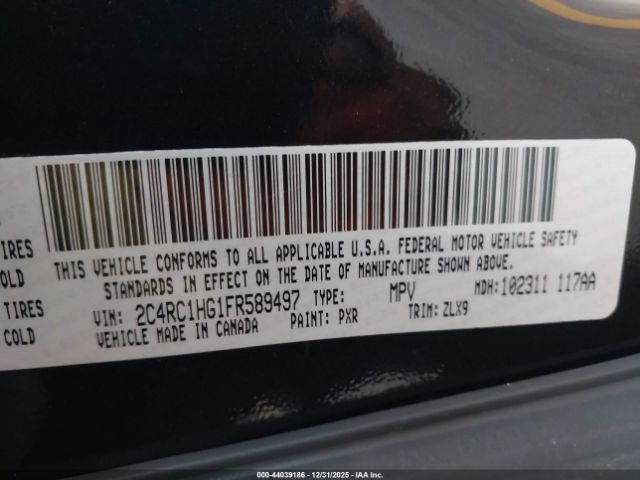 THIS VEHICLE CONFORMS TO ALL APPLICABLE U.S.A. FEDERAL MOTOR VEHICLE SAFETY
STANDARDS IN EFFECT ON THE DATE OF MANUFACTURE SHOWN ABOVE.
VIN: 2C4RC1HG1FR589497 TYPE: MPV MDH: 102311 117AA
VEHICLE MADE IN CANADA PAINT: PXR TRIM: ZLX9
TIRES
COLD
TIRES
COLD
000-44039186 - 12/31/2025 - IAA Inc.